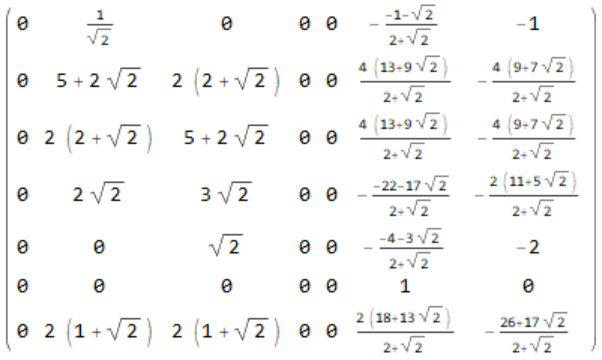 0 1/√2 0 0 0 -(-1-√2)/(2+√2) -1
0 5+2√2 2 (2+√2) 0 0 4 (13+9√2)/(2+√2) -4 (9+7√2)/(2+√2)
0 2 (2+√2) 5+2√2 0 0 4 (13+9√2)/(2+√2) -4 (9+7√2)/(2+√2)
0 2√2 3√2 0 0 -(-22-17√2)/(2+√2) -2 (11+5√2)/(2+√2)
0 0 √2 0 0 -(-4-3√2)/(2+√2) -2
0 0 0 0 0 1 0
0 2 (1+√2) 2 (1+√2) 0 0 2 (18+13√2)/(2+√2) -(26+17√2)/(2+√2)